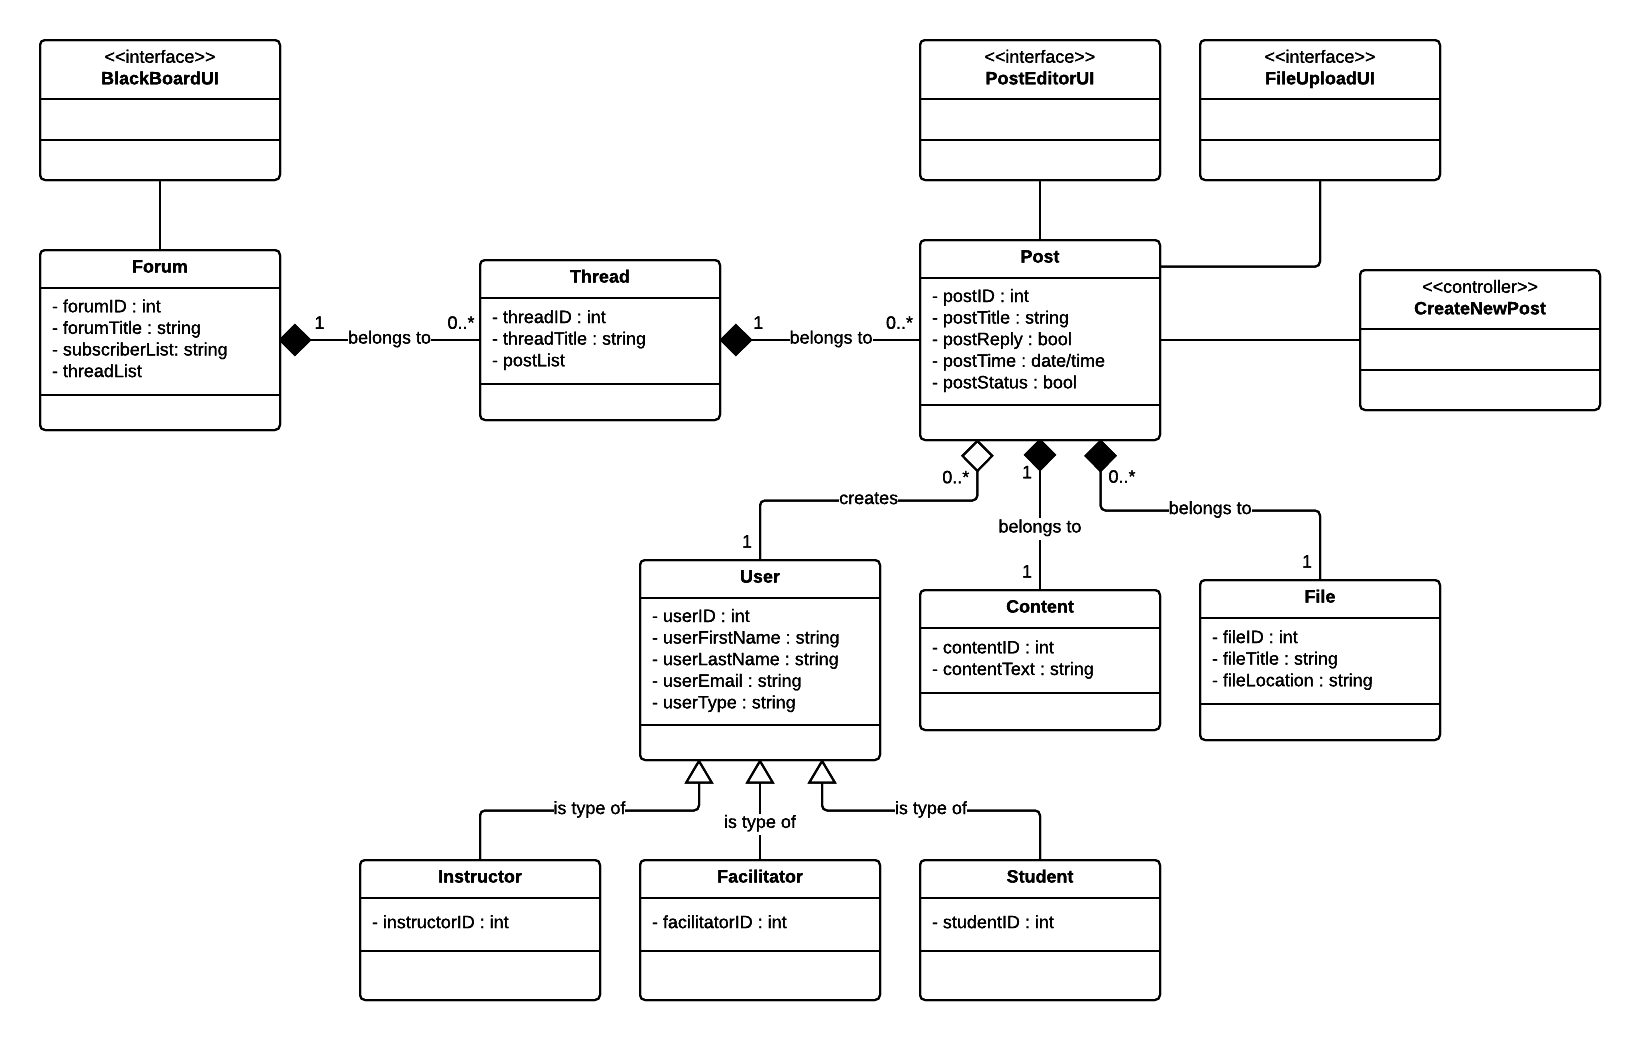 <<interface>>
BlackBoardUI
<<interface>>
PostEditorUI
<<interface>>
FileUploadUI
Forum
- forumID : int
- forumTitle : string
- subscriberList: string
- threadList
1
belongs to
0..*
Thread
- threadID : int
- threadTitle : string
- postList
1
belongs to
0..*
Post
- postID : int
- postTitle : string
- postReply : bool
- postTime : date/time
- postStatus : bool
<<controller>>
CreateNewPost
0..*
creates
1
1
belongs to
1
0..*
belongs to
1
User
- userID : int
- userFirstName : string
- userLastName : string
- userEmail : string
- userType : string
Content
- contentID : int
- contentText : string
File
- fileID : int
- fileTitle : string
- fileLocation : string
is type of
is type of
is type of
Instructor
- instructorID : int
Facilitator
- facilitatorID : int
Student
- studentID : int